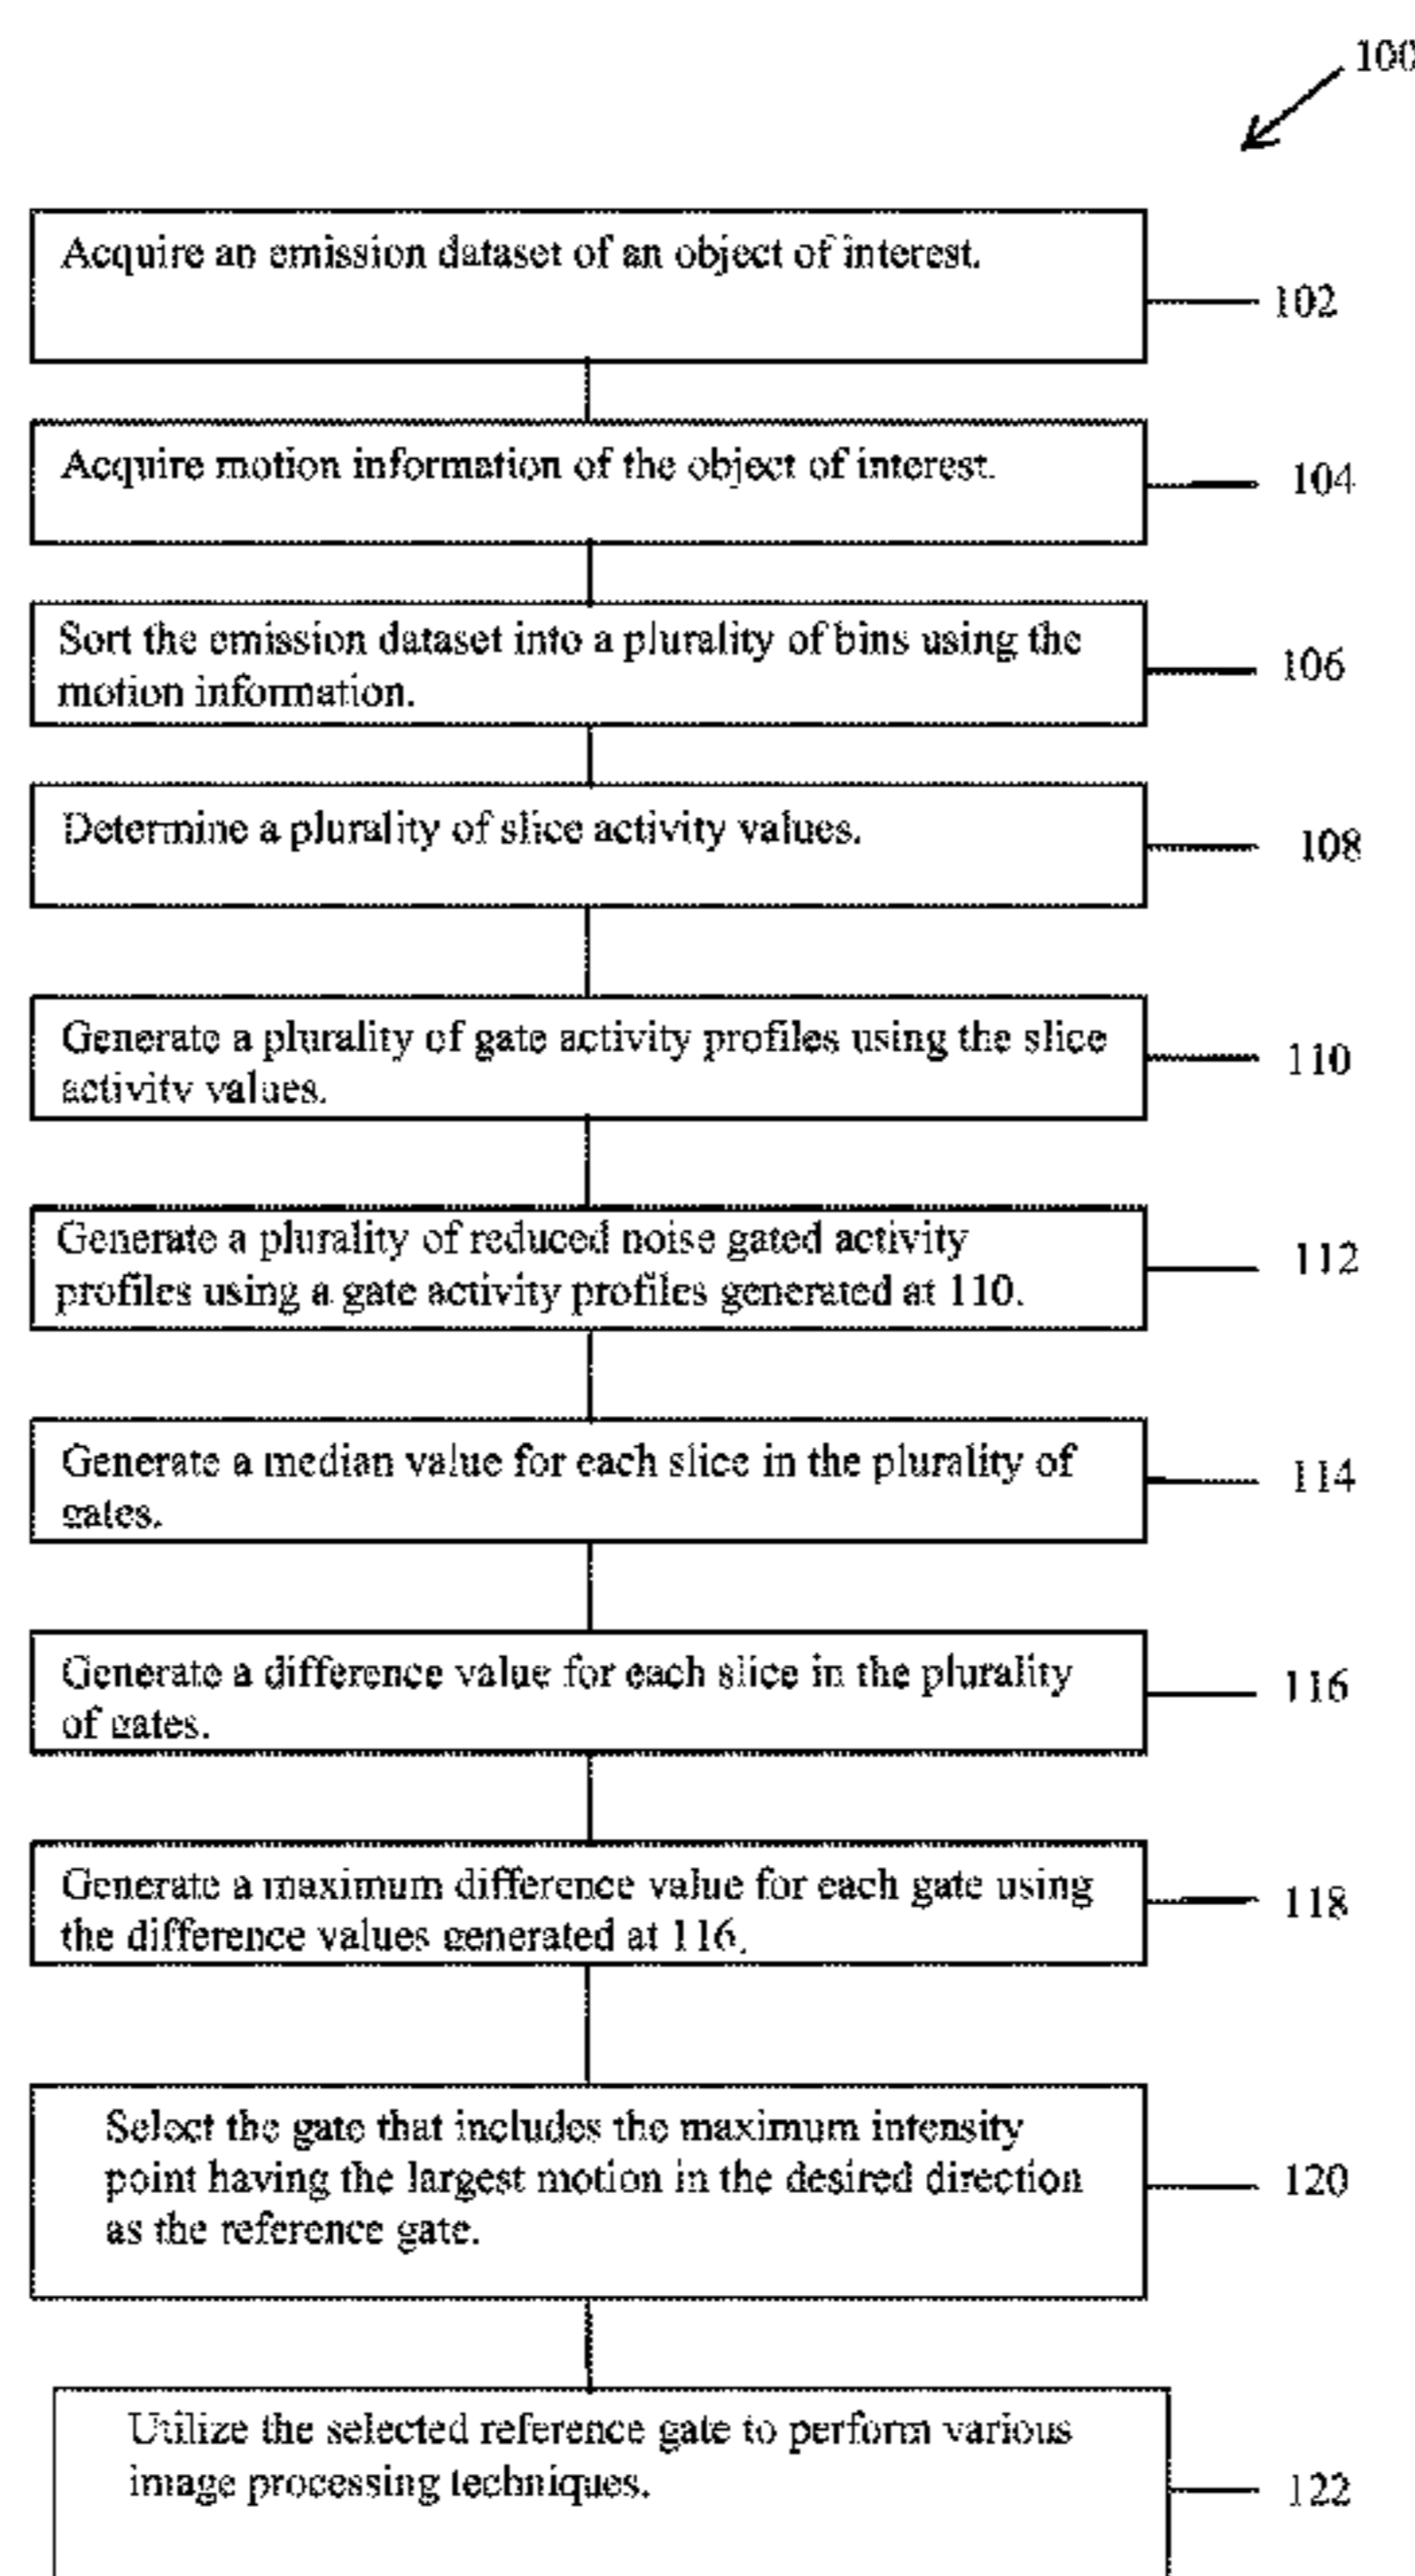 100
Acquire an emission dataset of an object of interest.
102
Acquire motion information of the object of interest.
104
Sort the emission dataset into a plurality of bins using the
motion information.
106
Determine a plurality of slice activity values.
108
Generate a plurality of gate activity profiles using the slice
activity values.
110
Generate a plurality of reduced noise gated activity
profiles using a gate activity profiles generated at 110.
112
Generate a median value for each slice in the plurality of
gates.
114
Generate a difference value for each slice in the plurality
of gates.
116
Generate a maximum difference value for each gate using
the difference values generated at 116.
118
Select the gate that includes the maximum intensity
point having the largest motion in the desired direction
as the reference gate.
120
Utilize the selected reference gate to perform various
image processing techniques.
122